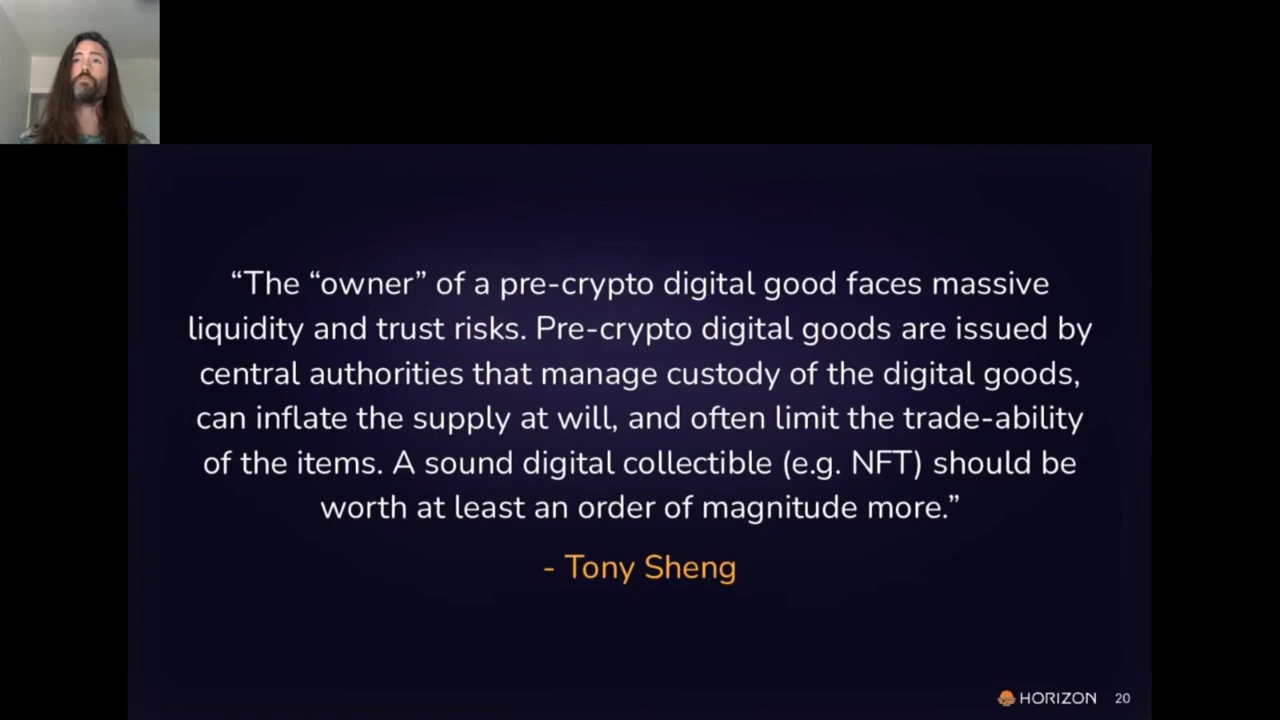 “The “owner” of a pre-crypto digital good faces massive
liquidity and trust risks. Pre-crypto digital goods are issued by
central authorities that manage custody of the digital goods,
can inflate the supply at will, and often limit the trade-ability
of the items. A sound digital collectible (e.g. NFT) should be
worth at least an order of magnitude more.”
- Tony Sheng
HORIZON 20